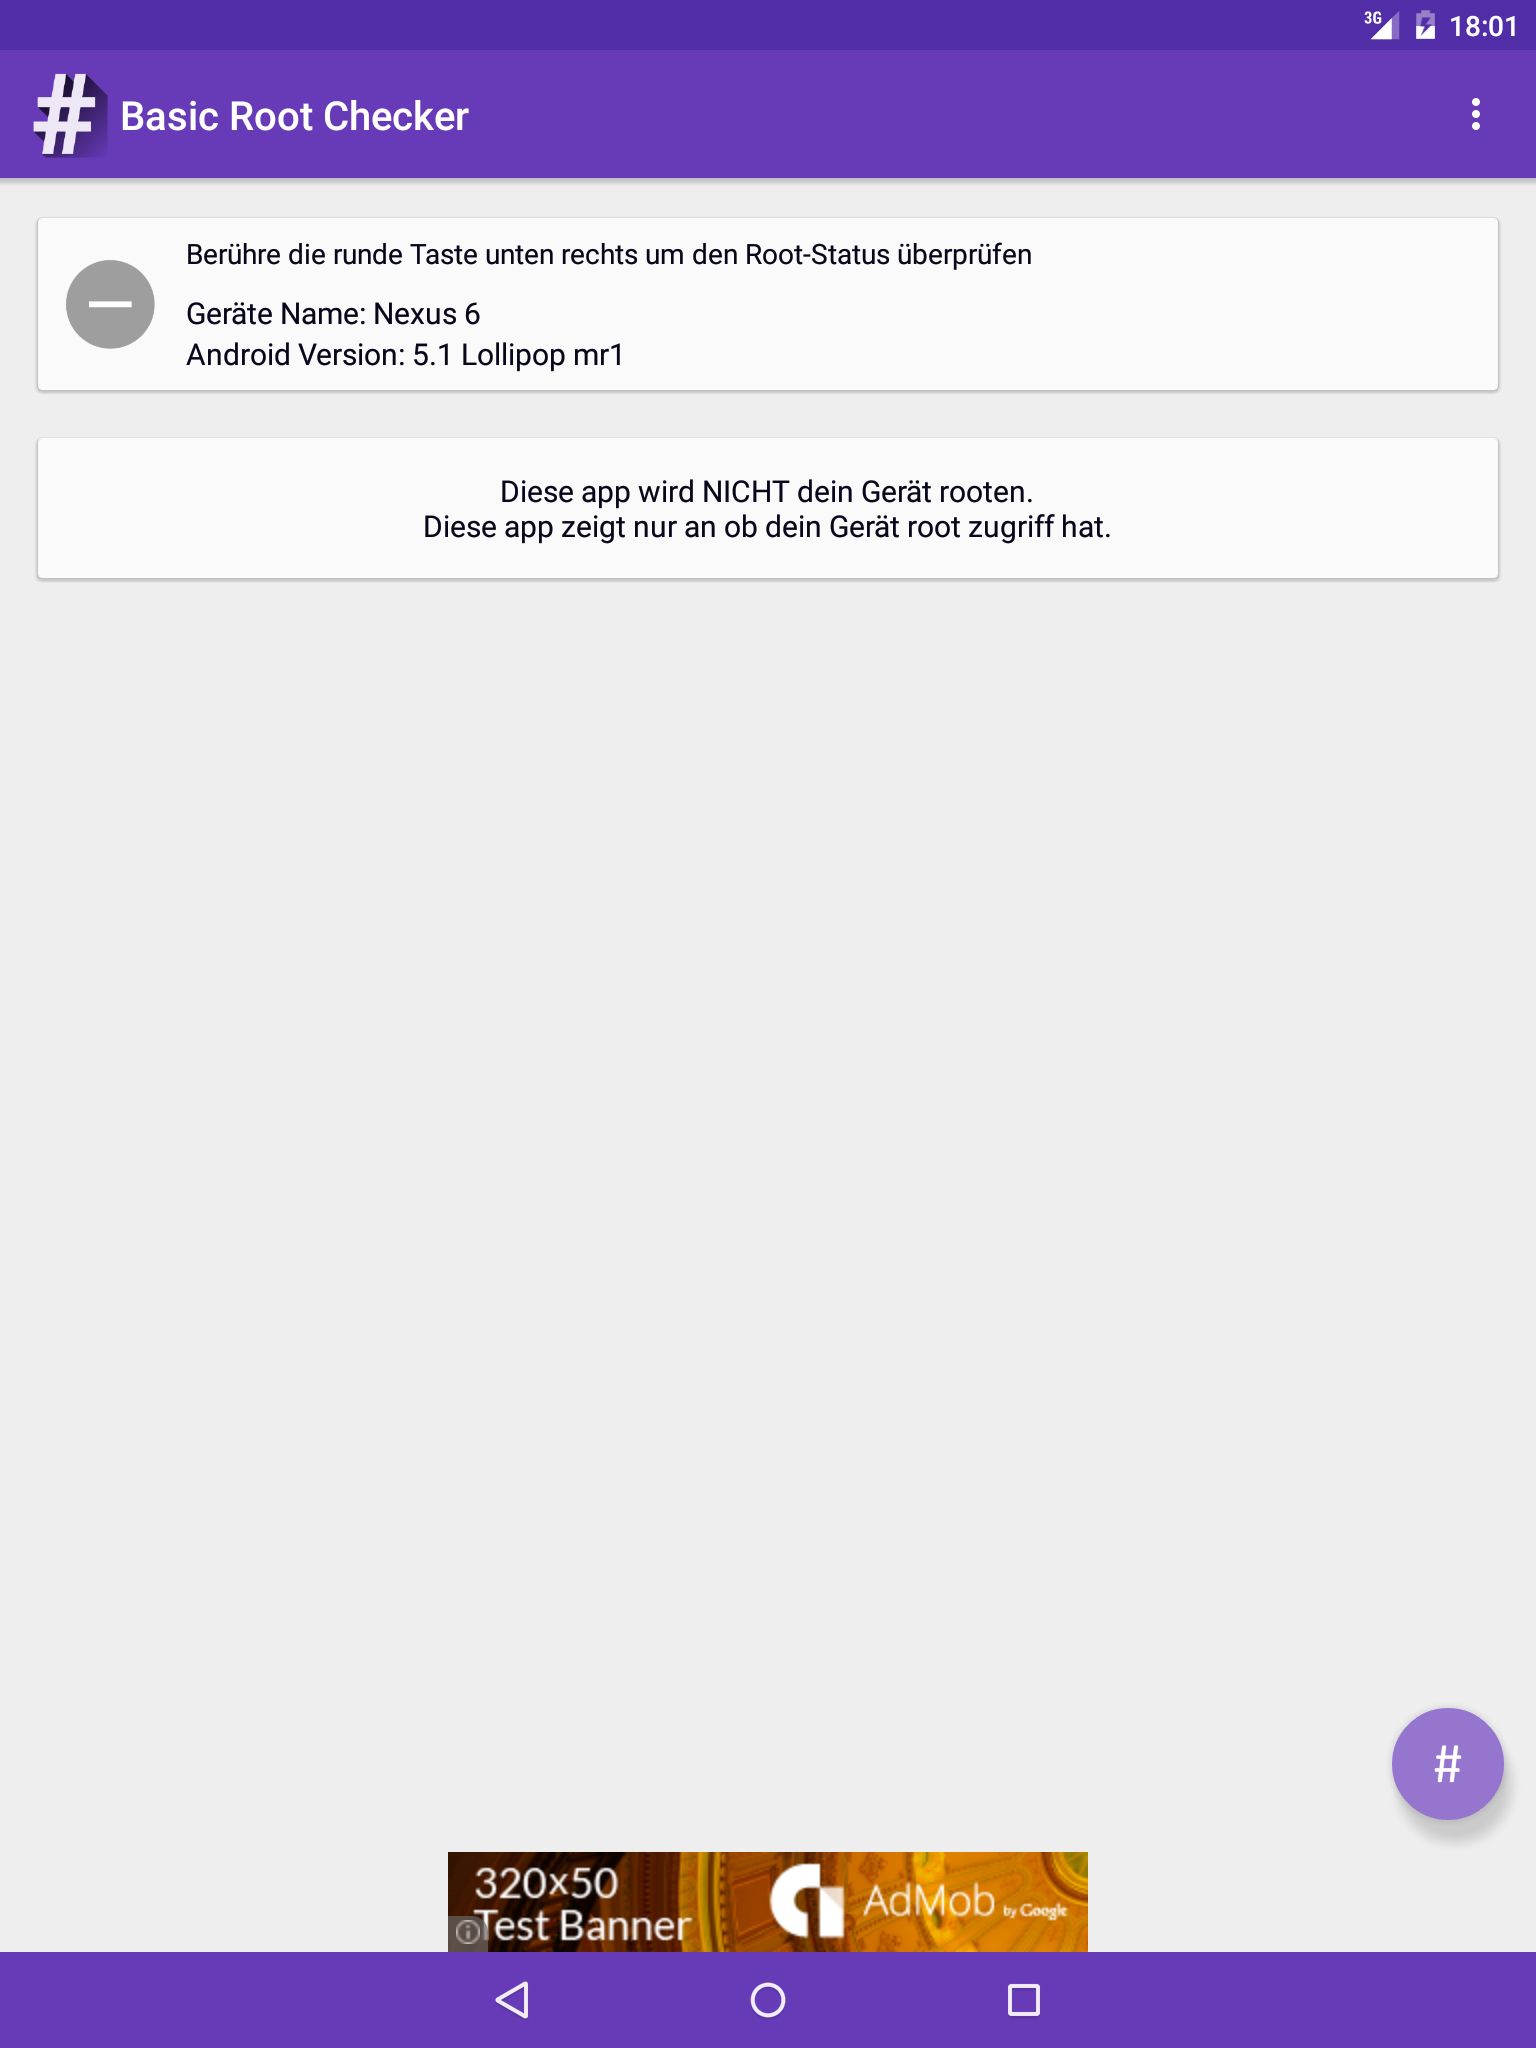 3G 18:01
# Basic Root Checker
Berühre die runde Taste unten rechts um den Root-Status überprüfen
Geräte Name: Nexus 6
Android Version: 5.1 Lollipop mr1
Diese app wird NICHT dein Gerät rooten.
Diese app zeigt nur an ob dein Gerät root zugriff hat.
#
320x50
Test Banner
AdMob by Google